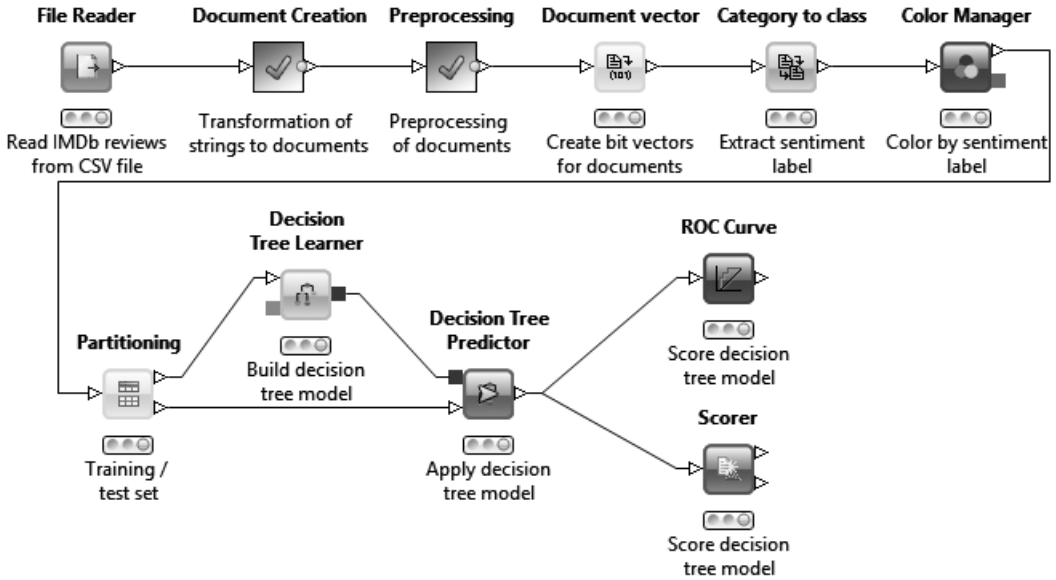 File Reader
Document Creation
Preprocessing
Document vector
Category to class
Color Manager
(101)
Read IMDb reviews
from CSV file
Transformation of
strings to documents
Preprocessing
of documents
Create bit vectors
for documents
Extract sentiment
label
Color by sentiment
label
Decision
Tree Learner
Build decision
tree model
Partitioning
Training /
test set
Decision Tree
Predictor
Apply decision
tree model
ROC Curve
Score decision
tree model
Scorer
Score decision
tree model